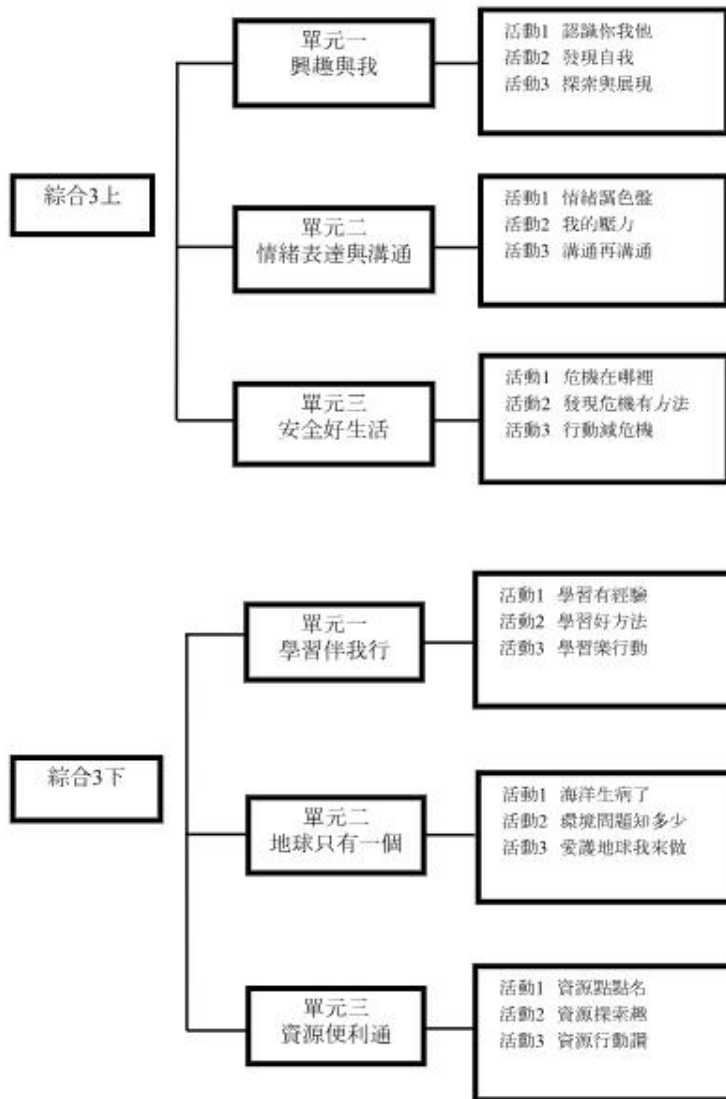 綜合3上
單元一
興趣與我
活動1 認識你我他
活動2 發現自我
活動3 探索與展現
單元二
情緒表達與溝通
活動1 情緒調色盤
活動2 我的壓力
活動3 溝通再溝通
單元三
安全好生活
活動1 危機在哪裡
活動2 發現危機有方法
活動3 行動減危機
綜合3下
單元一
學習伴我行
活動1 學習有經驗
活動2 學習好方法
活動3 學習樂行動
單元二
地球只有一個
活動1 海洋生病了
活動2 環境問題知多少
活動3 愛護地球我來做
單元三
資源便利通
活動1 資源點點名
活動2 資源探索趣
活動3 資源行動讚